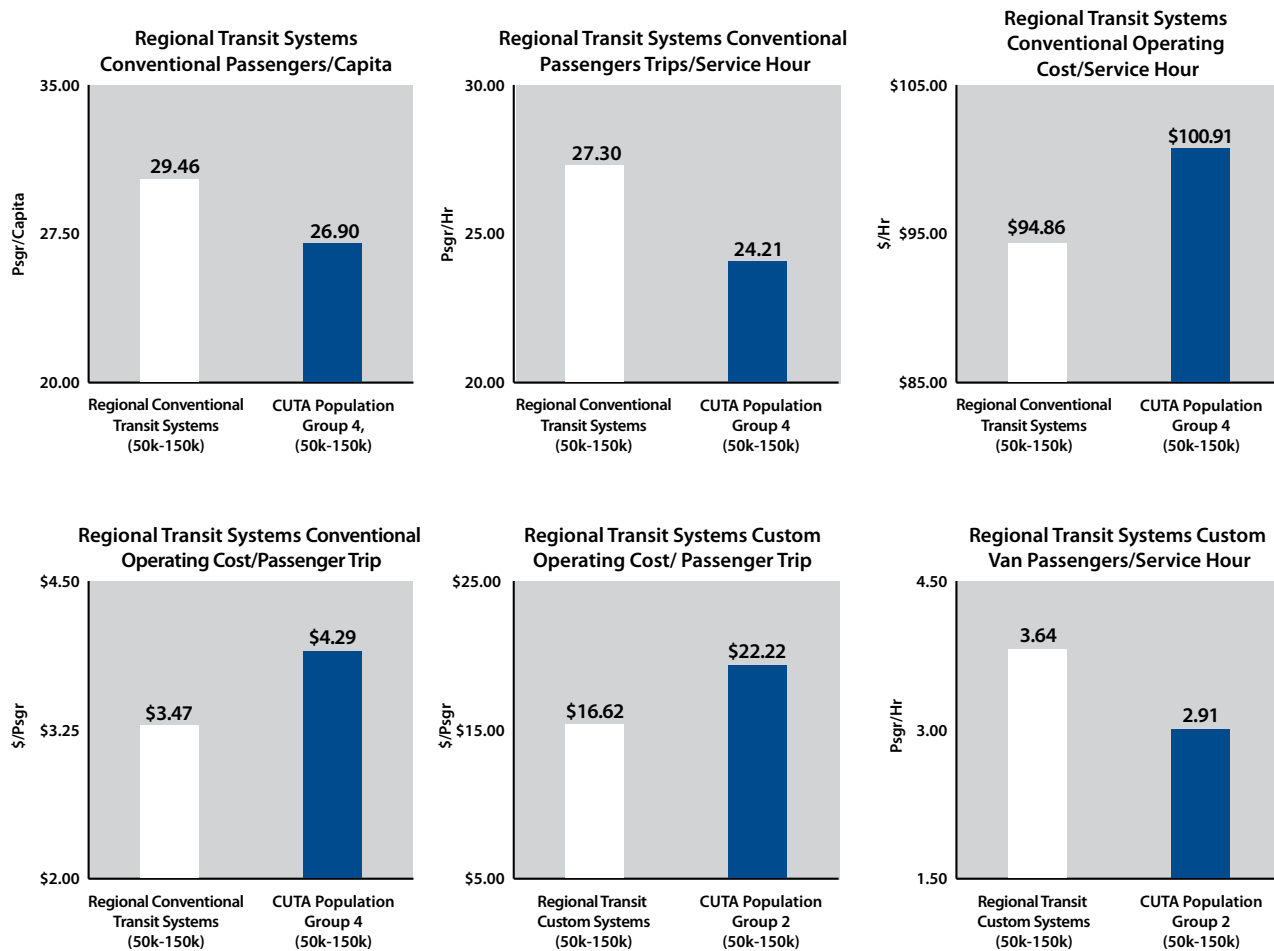 Regional Transit Systems
Conventional Passengers/Capita
35.00
27.50
20.00
Psgr/Capita
29.46
26.90
Regional Conventional
Transit Systems
(50k-150k)
CUTA Population
Group 4,
(50k-150k)
Regional Transit Systems Conventional
Passengers Trips/Service Hour
30.00
25.00
20.00
Psgr/Hr
27.30
24.21
Regional Conventional
Transit Systems
(50k-150k)
CUTA Population
Group 4
(50k-150k)
Regional Transit Systems
Conventional Operating
Cost/Service Hour
$105.00
$95.00
$85.00
$/Hr
$94.86
$100.91
Regional Conventional
Transit Systems
(50k-150k)
CUTA Population
Group 4
(50k-150k)
Regional Transit Systems Conventional
Operating Cost/Passenger Trip
$4.50
$3.25
$2.00
$/Psgr
$3.47
$4.29
Regional Conventional
Transit Systems
(50k-150k)
CUTA Population
Group 4
(50k-150k)
Regional Transit Systems Custom
Operating Cost/ Passenger Trip
$25.00
$15.00
$5.00
$/Psgr
$16.62
$22.22
Regional Transit
Custom Systems
(50k-150k)
CUTA Population
Group 2
(50k-150k)
Regional Transit Systems Custom
Van Passengers/Service Hour
4.50
3.00
1.50
Psgr/Hr
3.64
2.91
Regional Transit
Custom Systems
(50k-150k)
CUTA Population
Group 2
(50k-150k)